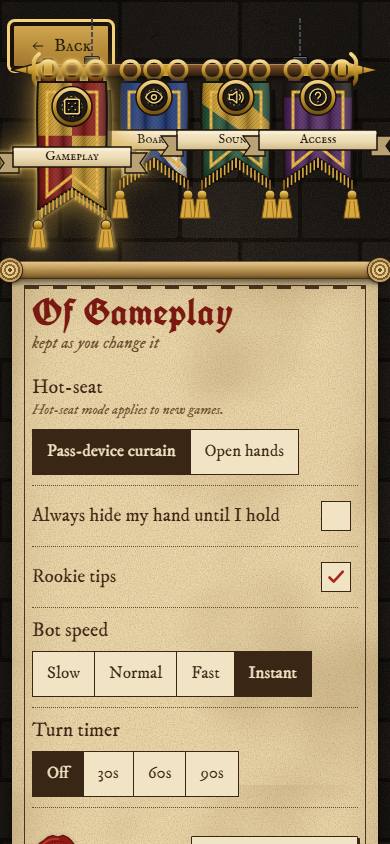 ← Back
Gameplay
Boar
Soun
Access
Of Gameplay
kept as you change it
Hot-seat
Hot-seat mode applies to new games.
Pass-device curtain Open hands
Always hide my hand until I hold
Rookie tips
Bot speed
Slow Normal Fast Instant
Turn timer
Off 30s 60s 90s